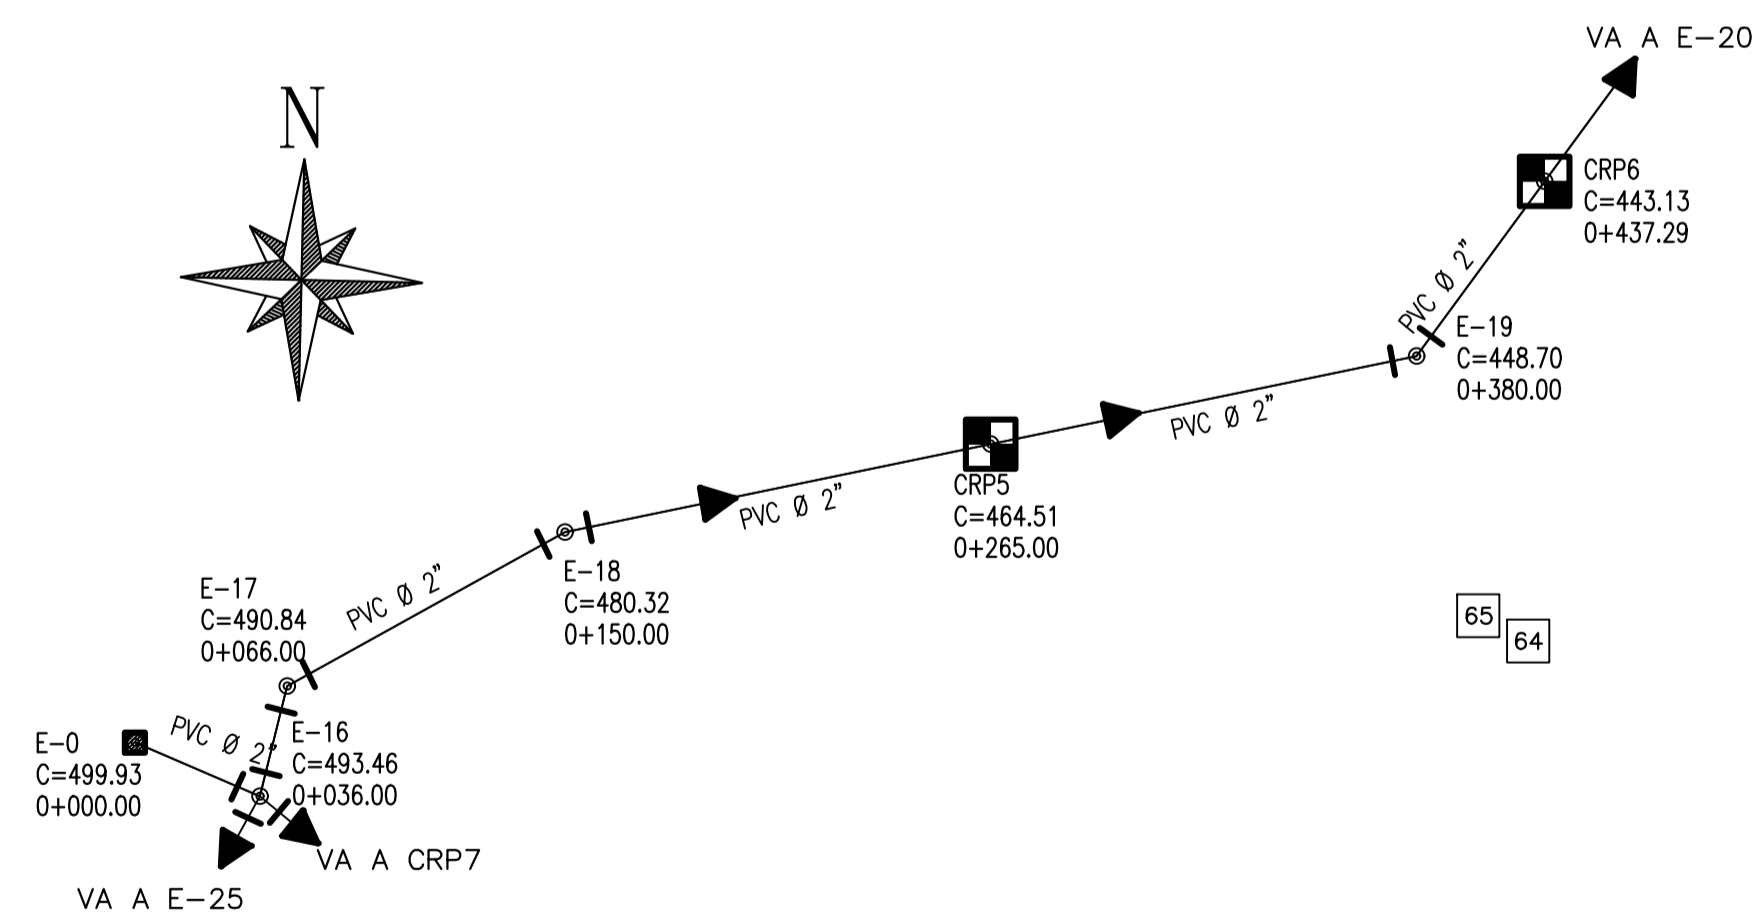 VA A E-20
N
CRP6
C=443.13
0+437.29
PVC Ø 2"
E-19
C=448.70
0+380.00
PVC Ø 2"
CRP5
C=464.51
0+265.00
PVC Ø 2"
E-18
C=480.32
0+150.00
PVC Ø 2"
E-17
C=490.84
0+066.00
65
64
PVC Ø 2"
E-16
C=493.46
0+036.00
E-0
C=499.93
0+000.00
VA A CRP7
VA A E-25